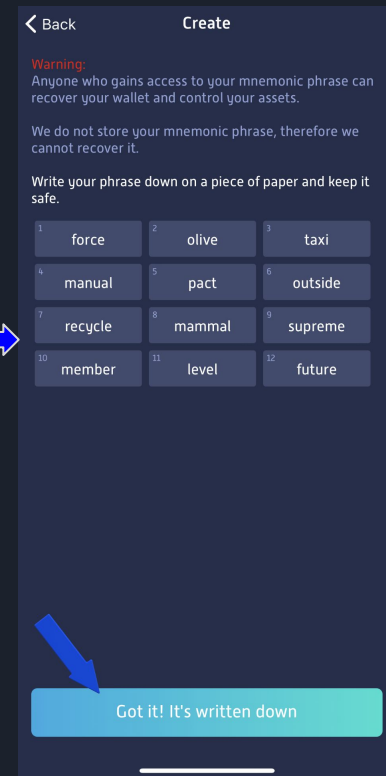 Back
Create
Warning:
Anyone who gains access to your mnemonic phrase can
recover your wallet and control your assets.
We do not store your mnemonic phrase, therefore we
cannot recover it.
Write your phrase down on a piece of paper and keep it
safe.
1 force 2 olive 3 taxi
4 manual 5 pact 6 outside
7 recycle 8 mammal 9 supreme
10 member 11 level 12 future
Got it! It's written down